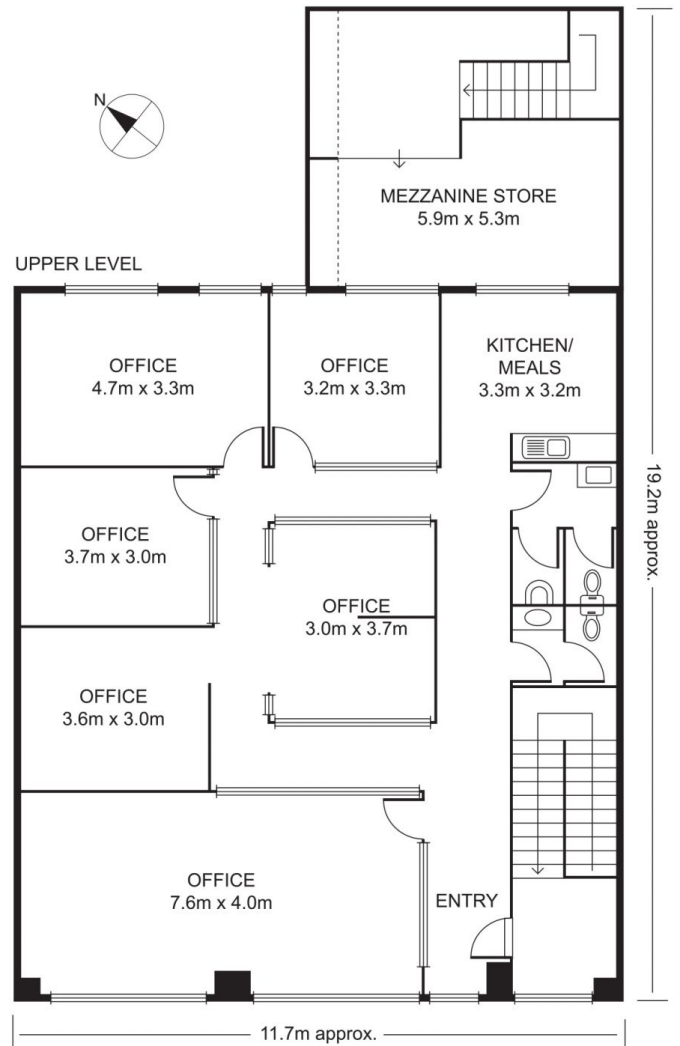 N
MEZZANINE STORE
5.9m x 5.3m
UPPER LEVEL
OFFICE
4.7m x 3.3m
OFFICE
3.2m x 3.3m
KITCHEN/
MEALS
3.3m x 3.2m
19.2m approx.
OFFICE
3.7m x 3.0m
OFFICE
3.0m x 3.7m
OFFICE
3.6m x 3.0m
OFFICE
7.6m x 4.0m
ENTRY
11.7m approx.